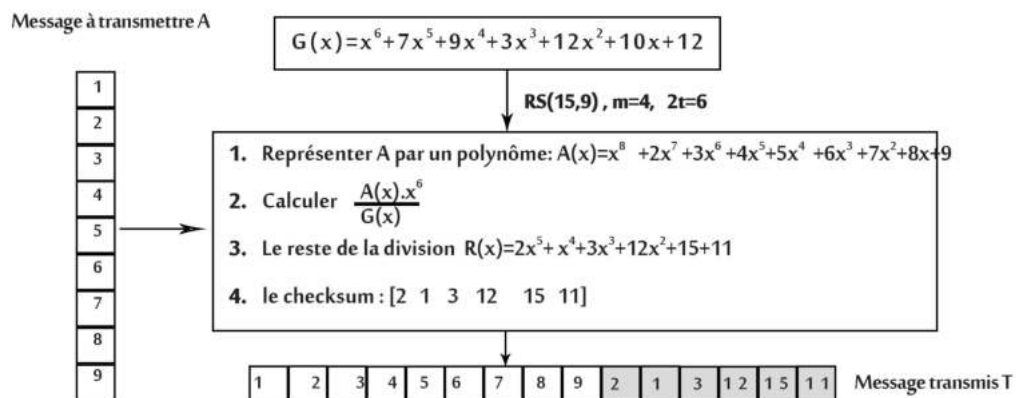 Message à transmettre A
G(x)=x⁶+7x⁵+9x⁴+3x³+12x²+10x+12
RS(15,9) , m=4, 2t=6
1
2
3
4
5
6
7
8
9
1. Représenter A par un polynôme: A(x)=x⁸ +2x⁷+3x⁶+4x⁵+5x⁴ +6x³+7x²+8x+9
2. Calculer A(x).x⁶
G(x)
3. Le reste de la division R(x)=2x⁵+x⁴+3x³+12x²+15+11
4. le checksum : [2 1 3 12 15 11]
1 2 3 4 5 6 7 8 9 2 1 3 12 15 11 Message transmis T